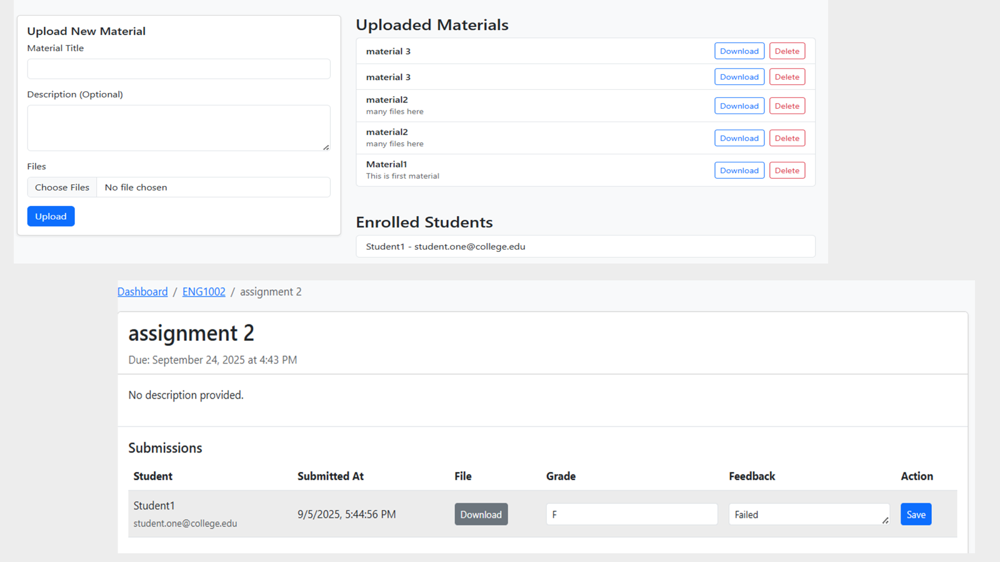 Upload New Material
Material Title
Description (Optional)
Files
Choose Files No file chosen
Upload
Uploaded Materials
material 3 Download Delete
material 3 Download Delete
material2
many files here
Download Delete
material2
many files here
Download Delete
Material1
This is first material
Download Delete
Enrolled Students
Student1 - student.one@college.edu
Dashboard / ENG1002 / assignment 2
assignment 2
Due: September 24, 2025 at 4:43 PM
No description provided.
Submissions
Student Submitted At File Grade Feedback Action
Student1
student.one@college.edu
9/5/2025, 5:44:56 PM Download F Failed Save